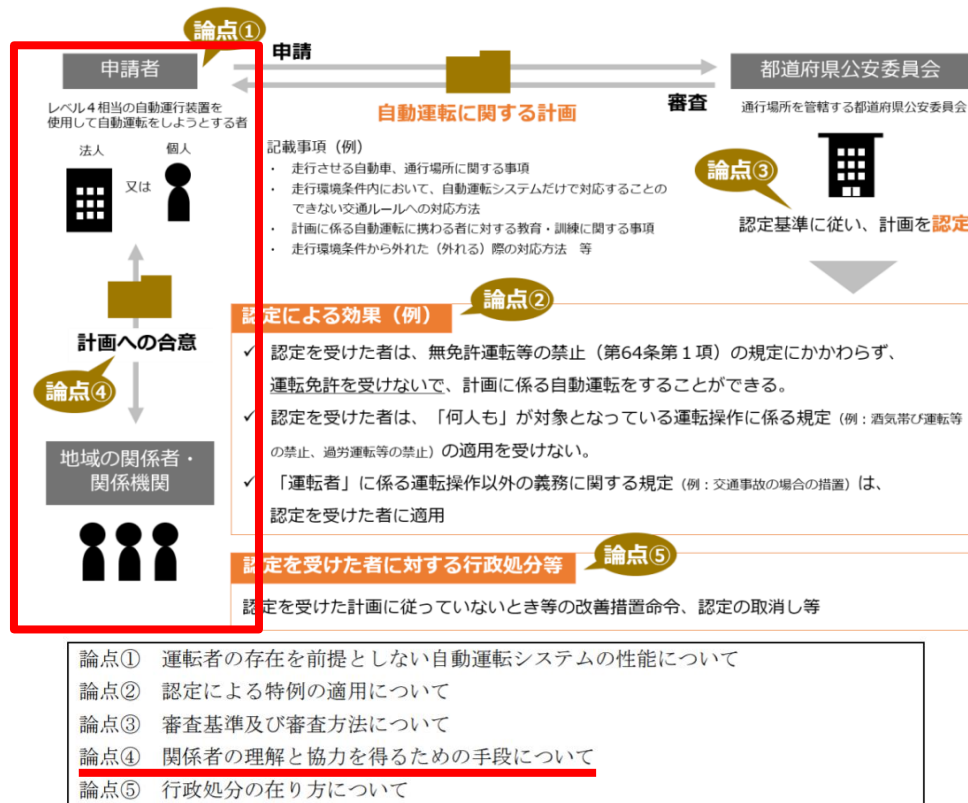 論点①
申請
申請者
都道府県公安委員会
レベル4相当の自動運行装置を
使用して自動運転をしようとする者
自動運転に関する計画
審査
通行場所を管轄する都道府県公安委員会
法人
個人
又は
記載事項（例）
・ 走行させる自動車、通行場所に関する事項
・ 走行環境条件内において、自動運転システムだけで対応することの
できない交通ルールへの対応方法
・ 計画に係る自動運転に携わる者に対する教育・訓練に関する事項
・ 走行環境条件から外れた（外れる）際の対応方法 等
論点③
認定基準に従い、計画を認定
計画への合意
論点④
地域の関係者・
関係機関
論点②
認定による効果（例）
✓ 認定を受けた者は、無免許運転等の禁止（第64条第１項）の規定にかかわらず、
運転免許を受けないで、計画に係る自動運転をすることができる。
✓ 認定を受けた者は、「何人も」が対象となっている運転操作に係る規定（例：酒気帯び運転等
の禁止、過労運転等の禁止）の適用を受けない。
✓ 「運転者」に係る運転操作以外の義務に関する規定（例：交通事故の場合の措置）は、
認定を受けた者に適用
論点⑤
認定を受けた者に対する行政処分等
認定を受けた計画に従っていないとき等の改善措置命令、認定の取消し等
論点① 運転者の存在を前提としない自動運転システムの性能について
論点② 認定による特例の適用について
論点③ 審査基準及び審査方法について
論点④ 関係者の理解と協力を得るための手段について
論点⑤ 行政処分の在り方について